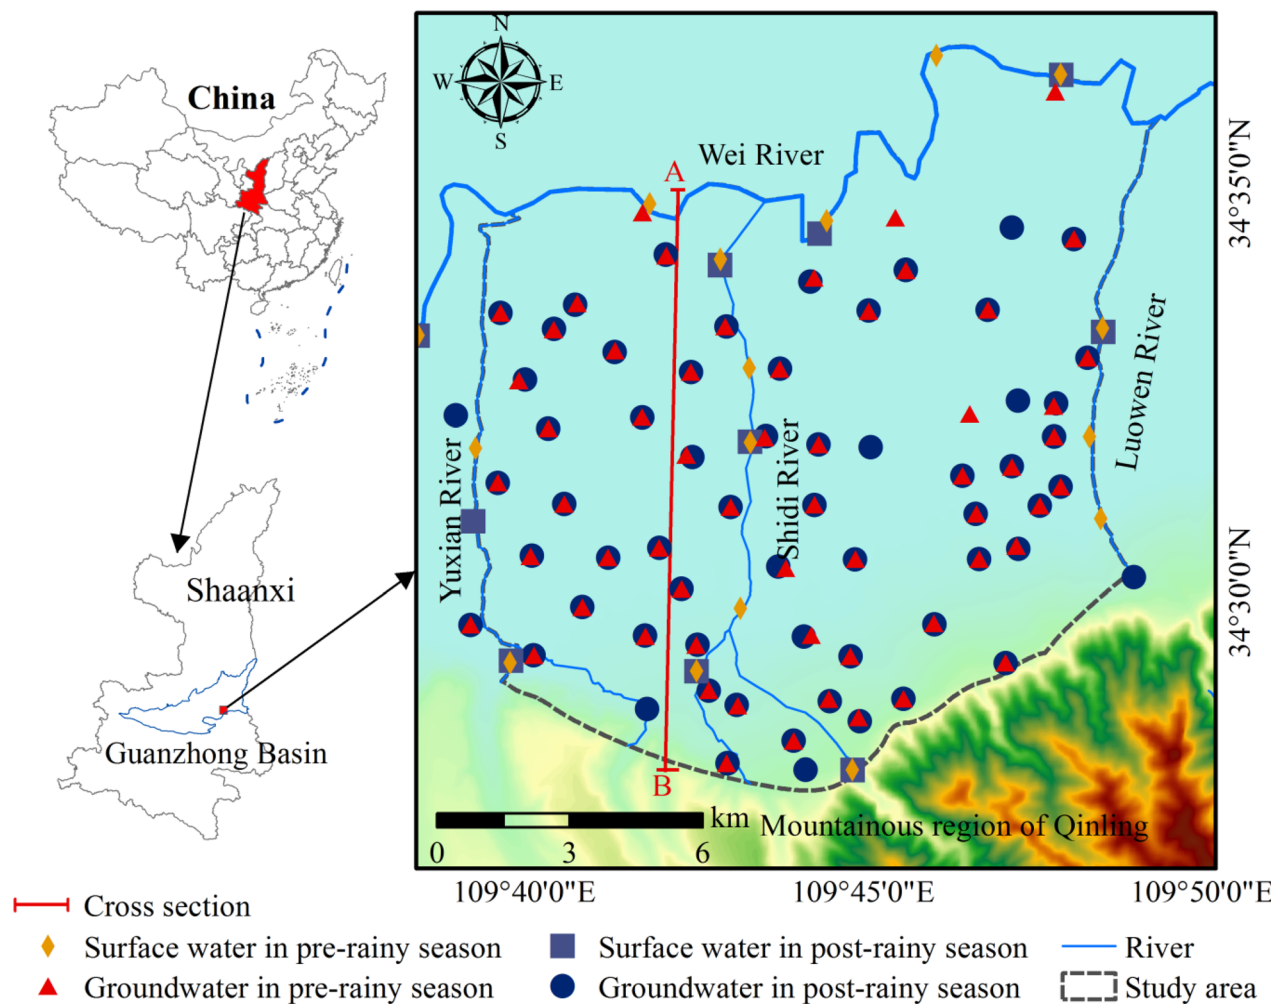 China
Shaanxi
Guanzhong Basin
N
W
E
S
Wei River
A
Yuxian River
Shidi River
Luowen River
B
km
0
3
6
Mountainous region of Qinling
34°35'0"N
34°30'0"N
109°40'0"E
109°45'0"E
109°50'0"E
Cross section
Surface water in pre-rainy season
Surface water in post-rainy season
River
Groundwater in pre-rainy season
Groundwater in post-rainy season
Study area